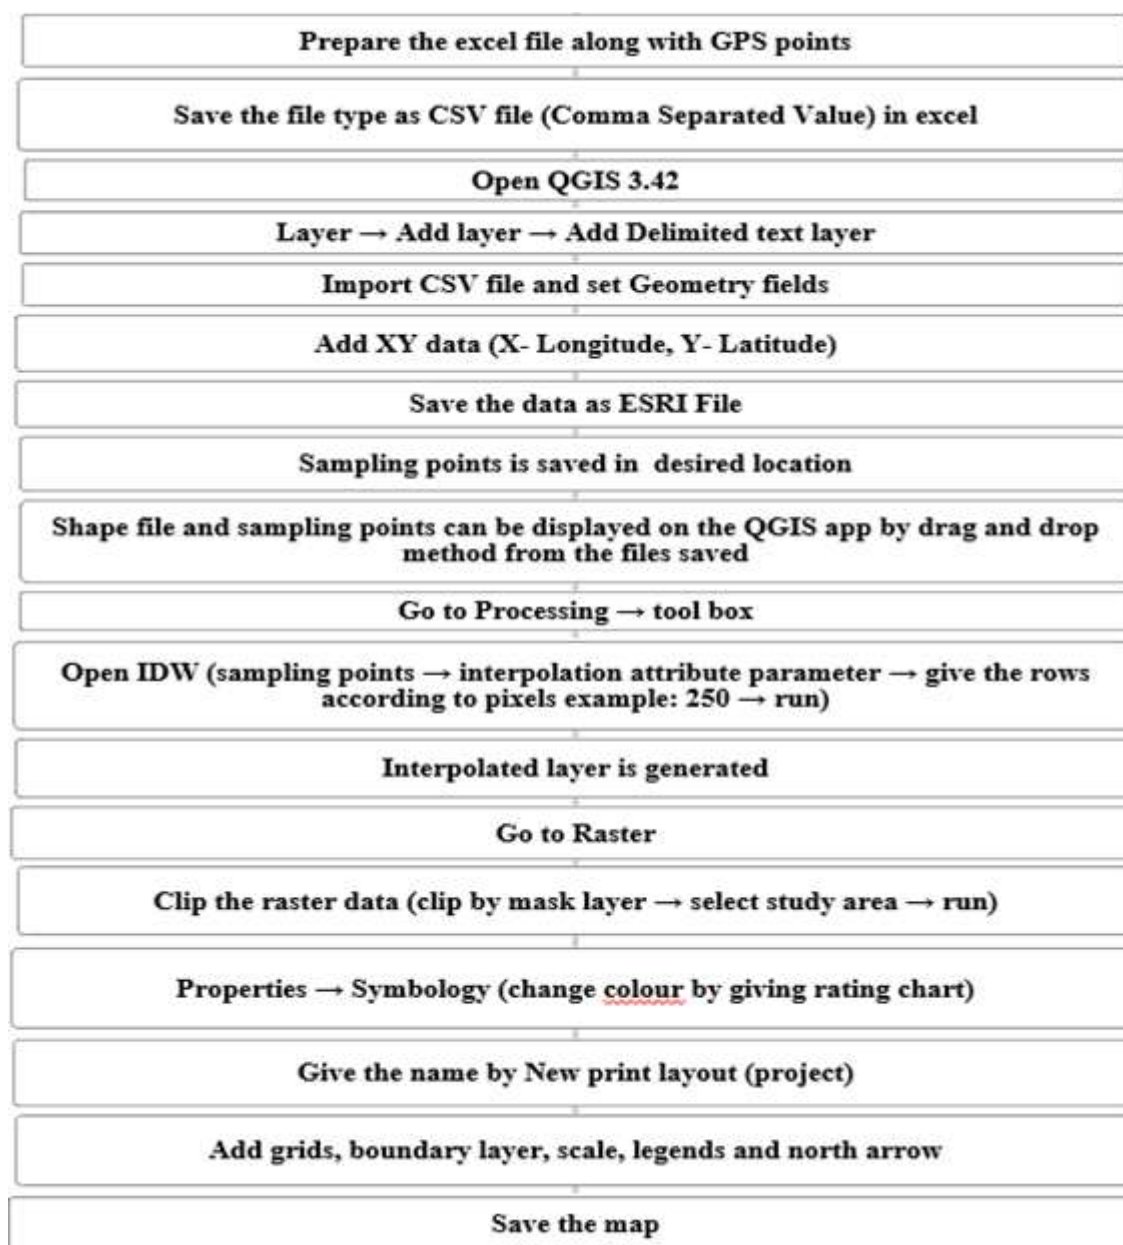 Prepare the excel file along with GPS points
Save the file type as CSV file (Comma Separated Value) in excel
Open QGIS 3.42
Layer → Add layer → Add Delimited text layer
Import CSV file and set Geometry fields
Add XY data (X- Longitude, Y- Latitude)
Save the data as ESRI File
Sampling points is saved in desired location
Shape file and sampling points can be displayed on the QGIS app by drag and drop
method from the files saved
Go to Processing → tool box
Open IDW (sampling points → interpolation attribute parameter → give the rows
according to pixels example: 250 → run)
Interpolated layer is generated
Go to Raster
Clip the raster data (clip by mask layer → select study area → run)
Properties → Symbology (change colour by giving rating chart)
Give the name by New print layout (project)
Add grids, boundary layer, scale, legends and north arrow
Save the map